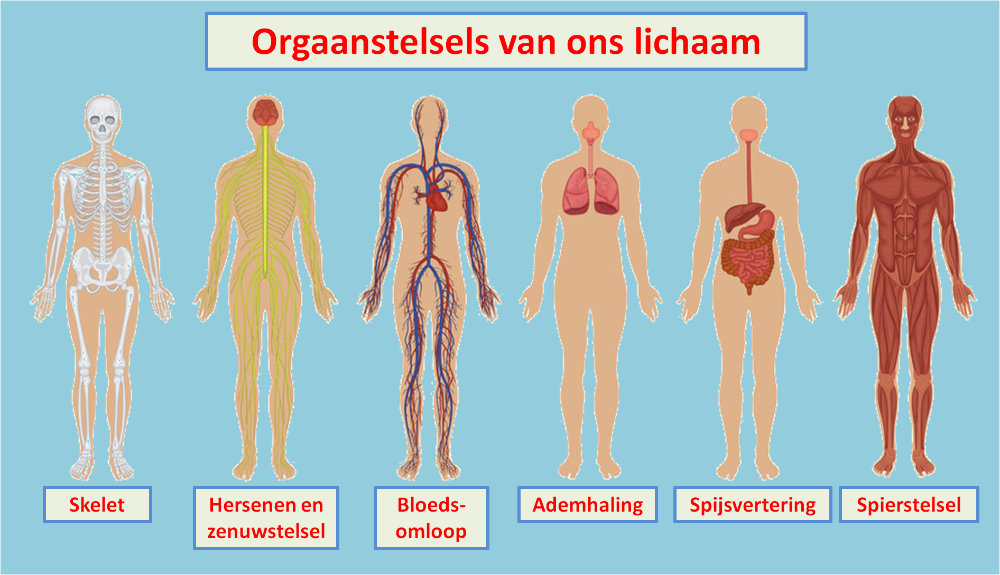 Orgaanstelsels van ons lichaam
Skelet
Hersenen en
zenuwstelsel
Bloeds-
omloop
Ademhaling
Spijsvertering
Spierstelsel